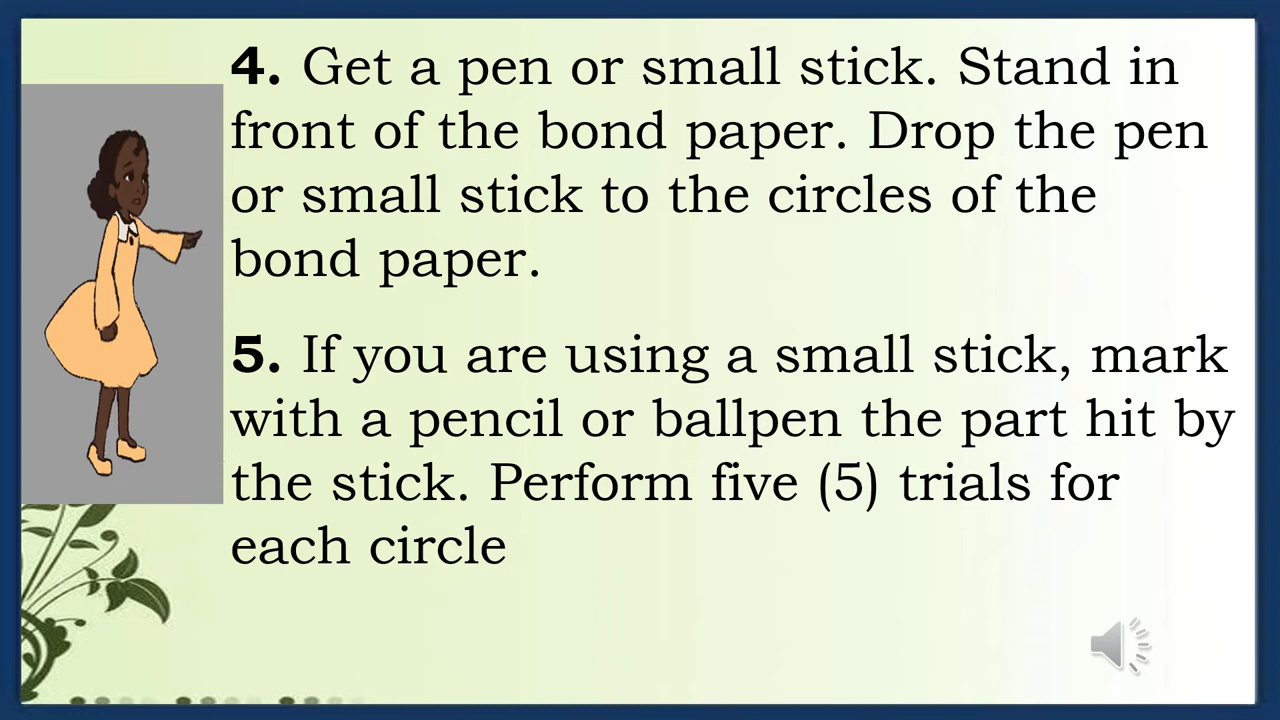 4. Get a pen or small stick. Stand in
front of the bond paper. Drop the pen
or small stick to the circles of the
bond paper.
5. If you are using a small stick, mark
with a pencil or ballpen the part hit by
the stick. Perform five (5) trials for
each circle